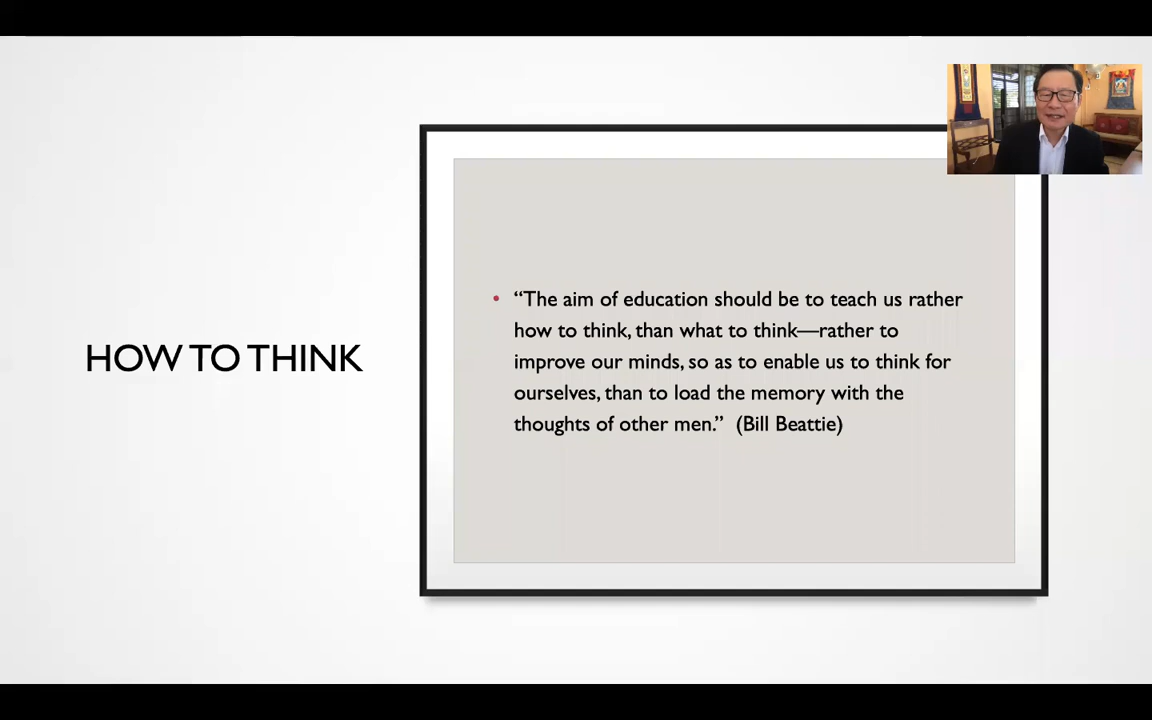 HOW TO THINK
• “The aim of education should be to teach us rather
how to think, than what to think—rather to
improve our minds, so as to enable us to think for
ourselves, than to load the memory with the
thoughts of other men.” (Bill Beattie)